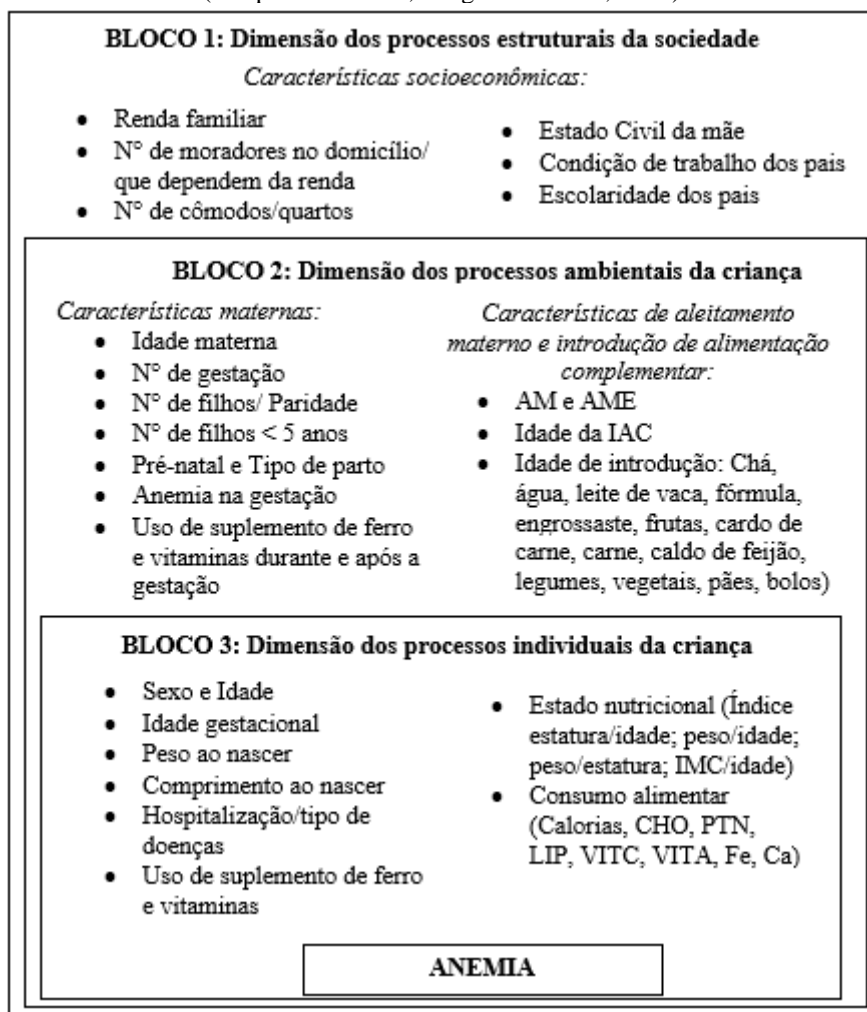 BLOCO 1: Dimensão dos processos estruturais da sociedade
Características socioeconômicas:
• Renda familiar
• N° de moradores no domicílio/
que dependem da renda
• N° de cômodos/quartos
• Estado Civil da mãe
• Condição de trabalho dos pais
• Escolaridade dos pais
BLOCO 2: Dimensão dos processos ambientais da criança
Características maternas:
• Idade materna
• N° de gestação
• N° de filhos/ Paridade
• N° de filhos < 5 anos
• Pré-natal e Tipo de parto
• Anemia na gestação
• Uso de suplemento de ferro
e vitaminas durante e após a
gestação
Características de aleitamento
materno e introdução de alimentação
complementar:
• AM e AME
• Idade da IAC
• Idade de introdução: Chá,
água, leite de vaca, fórmula,
engrossaste, frutas, cardo de
carne, carne, caldo de feijão,
legumes, vegetais, pães, bolos)
BLOCO 3: Dimensão dos processos individuais da criança
• Sexo e Idade
• Idade gestacional
• Peso ao nascer
• Comprimento ao nascer
• Hospitalização/tipo de
doenças
• Uso de suplemento de ferro
e vitaminas
• Estado nutricional (Índice
estatura/idade; peso/idade;
peso/estatura; IMC/idade)
• Consumo alimentar
(Calorias, CHO, PTN,
LIP, VITC, VITA, Fe, Ca)
ANEMIA